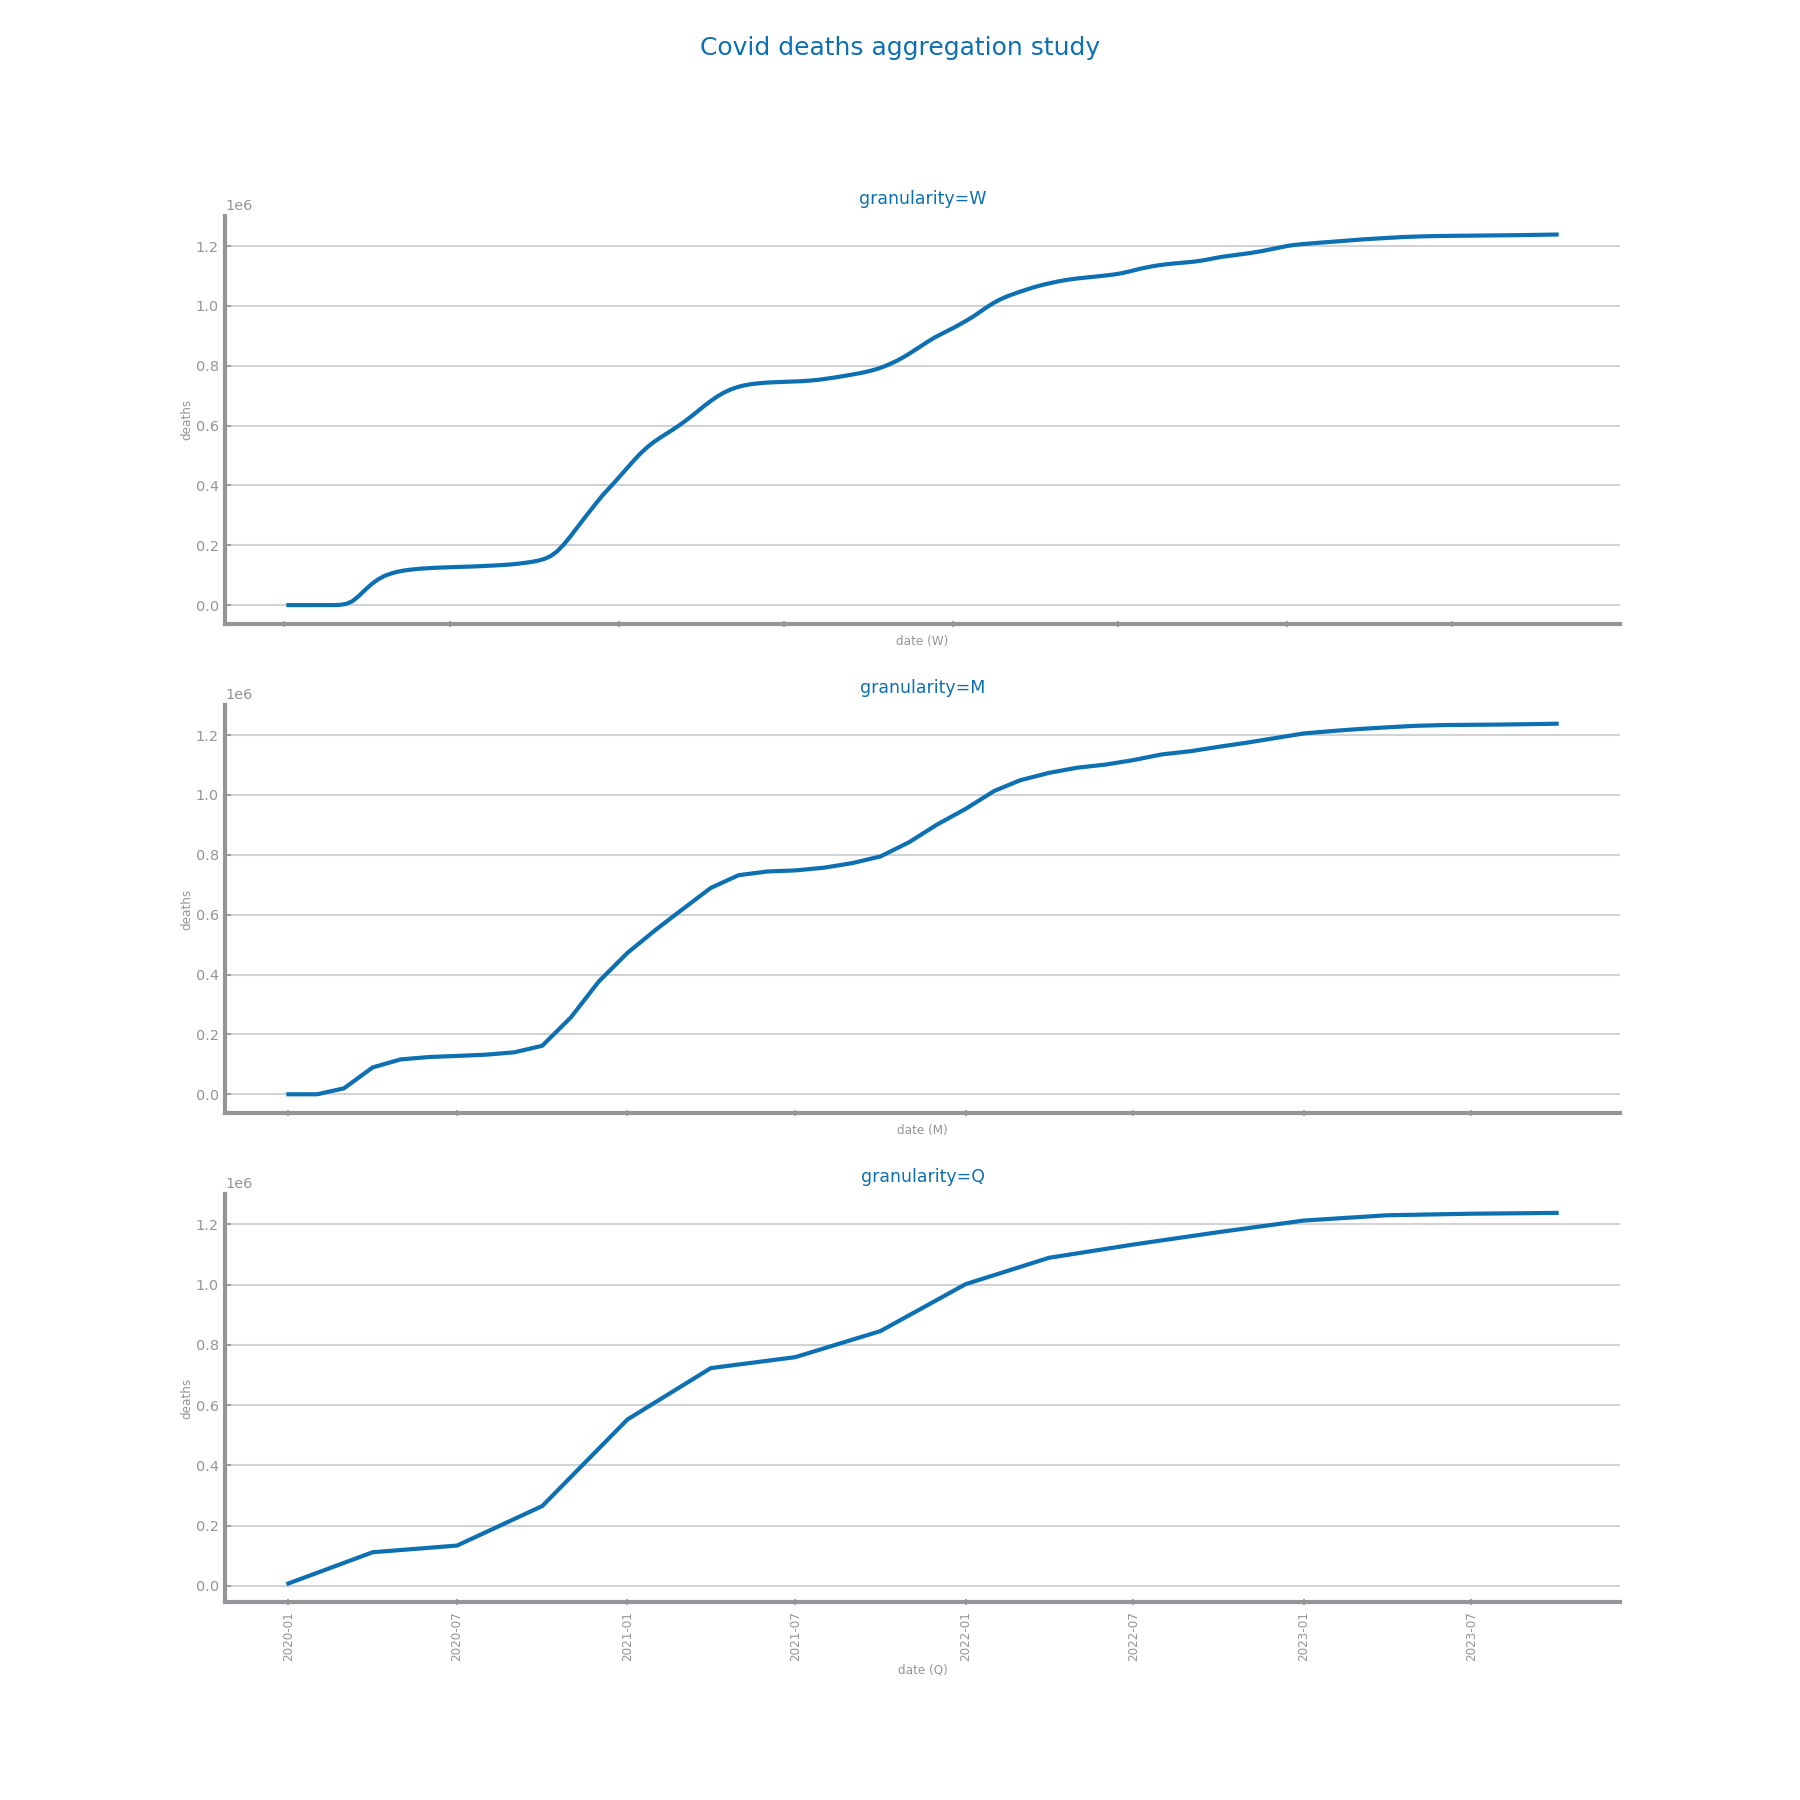 Covid deaths aggregation study
granularity=W
1e6
1.2
1.0
0.8
0.6
0.4
0.2
0.0
deaths
date (W)
granularity=M
1e6
1.2
1.0
0.8
0.6
0.4
0.2
0.0
deaths
date (M)
granularity=Q
1e6
1.2
1.0
0.8
0.6
0.4
0.2
0.0
deaths
2020-01
2020-07
2021-01
2021-07
2022-01
2022-07
2023-01
2023-07
date (Q)